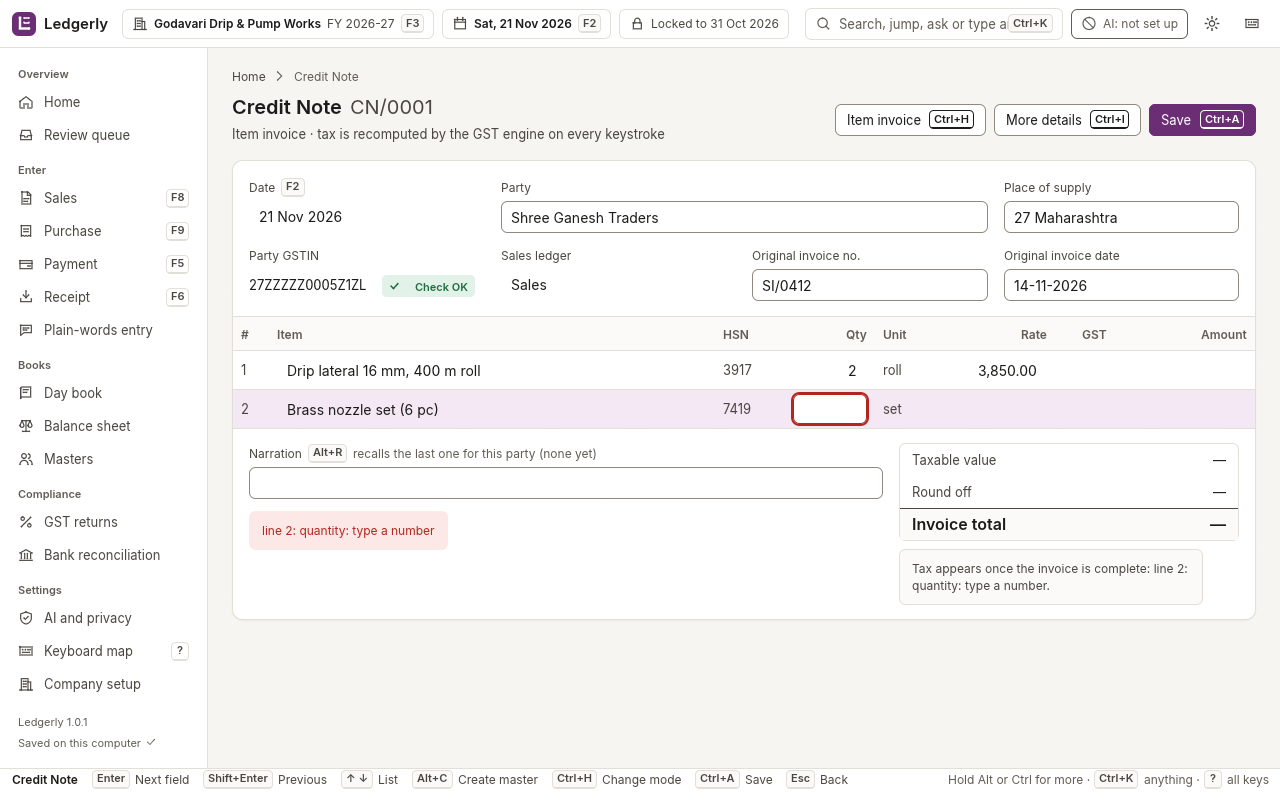 Ledgerly
Godavari Drip & Pump Works FY 2026-27 F3
Sat, 21 Nov 2026 F2
Locked to 31 Oct 2026
Search, jump, ask or type a Ctrl+K
AI: not set up
Overview
Home
Review queue
Enter
Sales F8
Purchase F9
Payment F5
Receipt F6
Plain-words entry
Books
Day book
Balance sheet
Masters
Compliance
GST returns
Bank reconciliation
Settings
AI and privacy
Keyboard map ?
Company setup
Ledgerly 1.0.1
Saved on this computer
Home Credit Note
Credit Note CN/0001
Item invoice · tax is recomputed by the GST engine on every keystroke
Item invoice Ctrl+H
More details Ctrl+I
Save Ctrl+A
Date F2
21 Nov 2026
Party
Shree Ganesh Traders
Place of supply
27 Maharashtra
Party GSTIN
27ZZZZZ0005Z1ZL Check OK
Sales ledger
Sales
Original invoice no.
SI/0412
Original invoice date
14-11-2026
# Item HSN Qty Unit Rate GST Amount
1 Drip lateral 16 mm, 400 m roll 3917 2 roll 3,850.00
2 Brass nozzle set (6 pc) 7419 set
Narration Alt+R recalls the last one for this party (none yet)
line 2: quantity: type a number
Taxable value —
Round off —
Invoice total —
Tax appears once the invoice is complete: line 2:
quantity: type a number.
Credit Note Enter Next field Shift+Enter Previous ↑ ↓ List Alt+C Create master Ctrl+H Change mode Ctrl+A Save Esc Back
Hold Alt or Ctrl for more · Ctrl+K anything · ? all keys